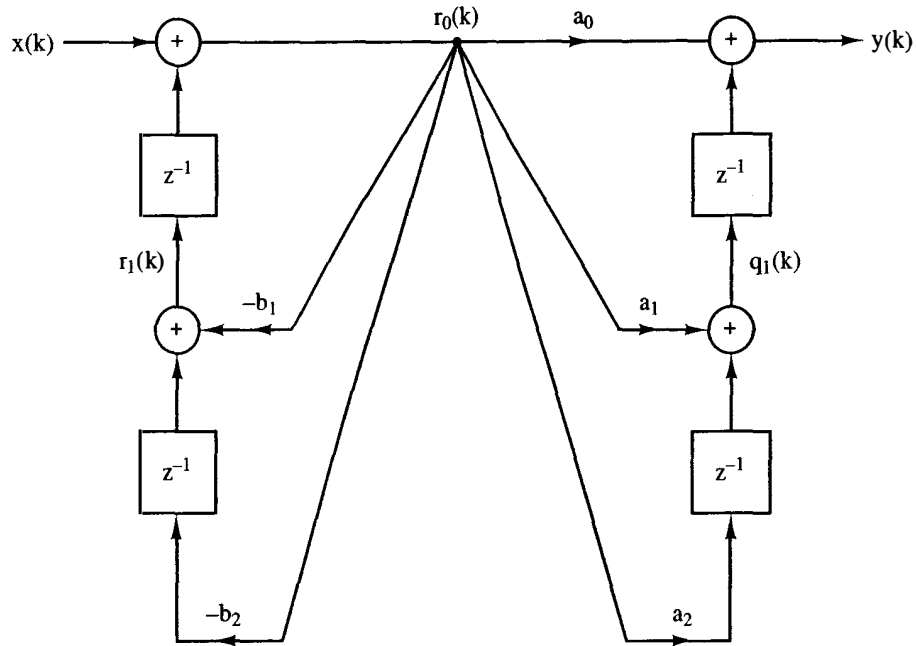 r₀(k)
x(k) + a₀ + y(k)
z⁻¹ z⁻¹
r₁(k) q₁(k)
+ –b₁ a₁ +
z⁻¹ z⁻¹
–b₂ a₂